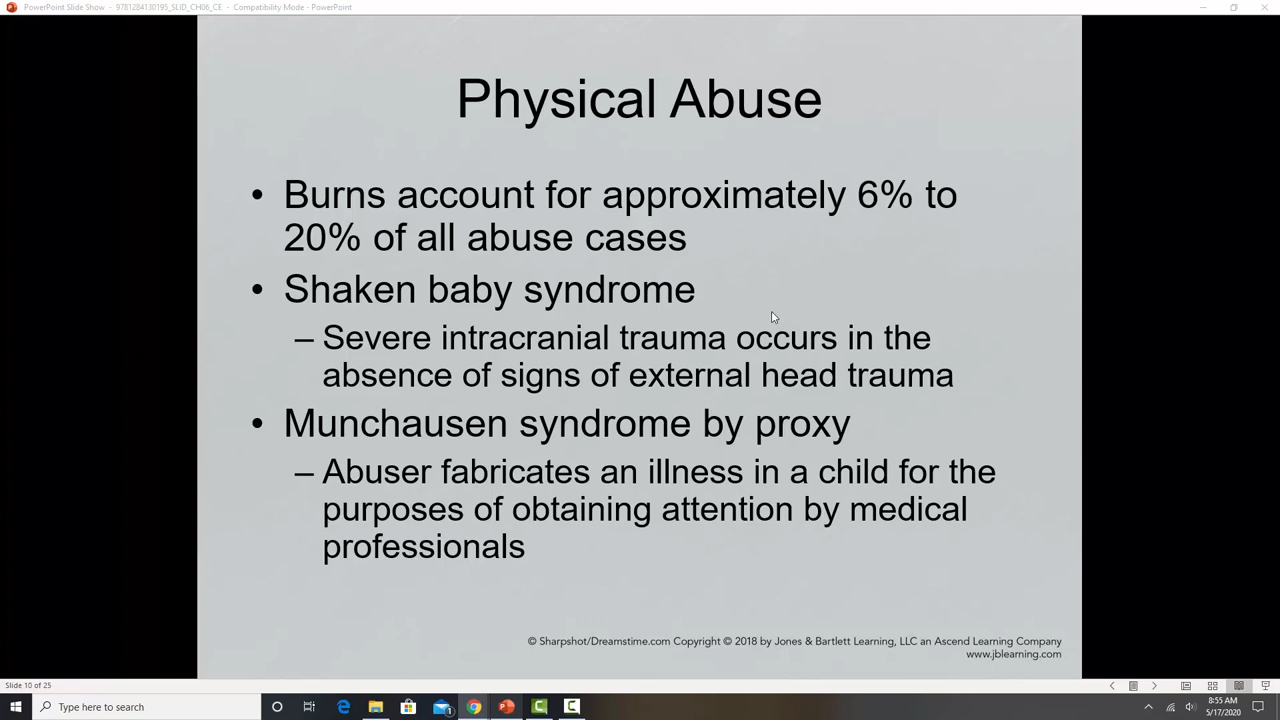 PowerPoint Slide Show - 9781284130195_SLID_CH06_CE - Compatibility Mode - PowerPoint
Physical Abuse
• Burns account for approximately 6% to
20% of all abuse cases
• Shaken baby syndrome
– Severe intracranial trauma occurs in the
absence of signs of external head trauma
• Munchausen syndrome by proxy
– Abuser fabricates an illness in a child for the
purposes of obtaining attention by medical
professionals
© Sharpshot/Dreamstime.com Copyright © 2018 by Jones & Bartlett Learning, LLC an Ascend Learning Company
www.jblearning.com
Slide 10 of 25
Type here to search
8:55 AM
5/17/2020